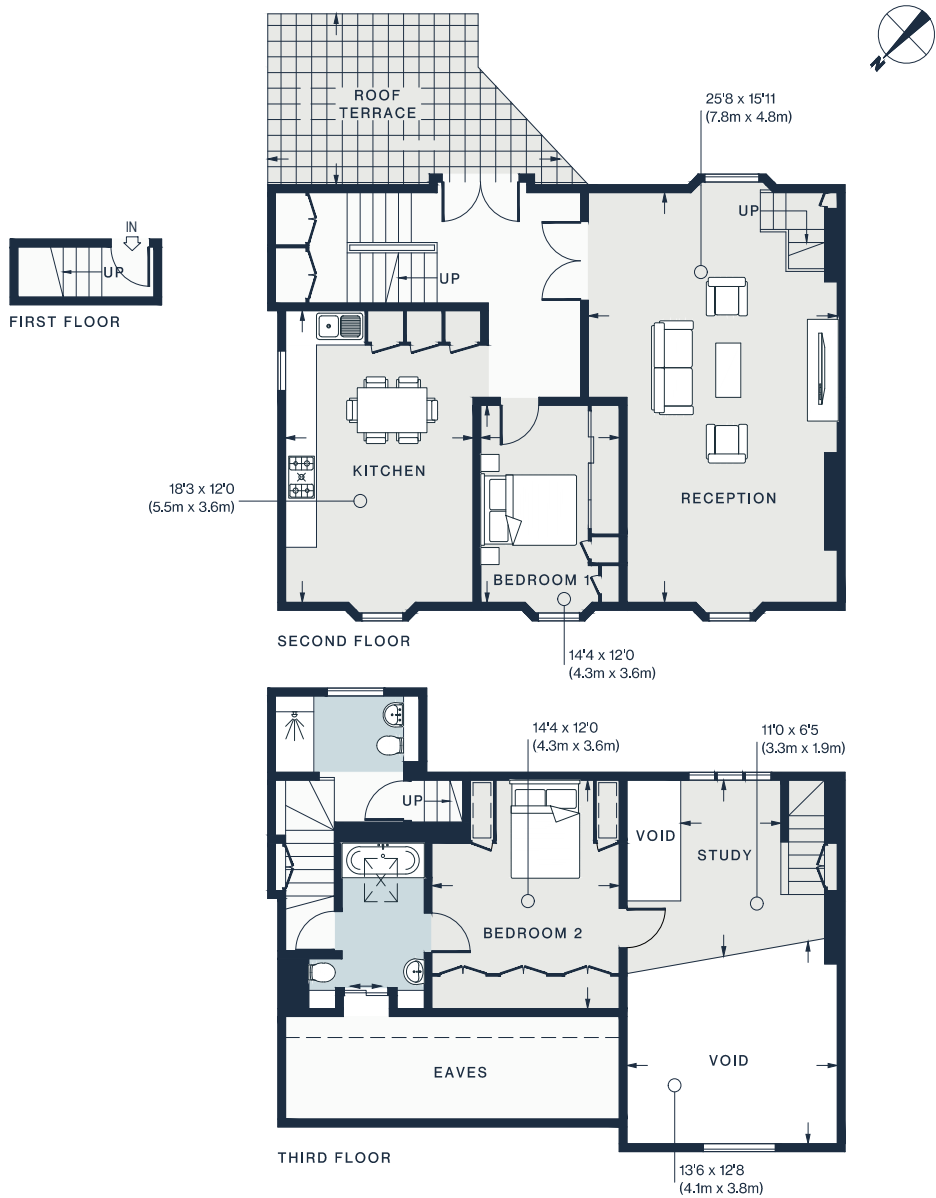 N
ROOF
TERRACE
25'8 x 15'11
(7.8m x 4.8m)
UP
IN
UP
FIRST FLOOR
UP
KITCHEN
18'3 x 12'0
(5.5m x 3.6m)
RECEPTION
BEDROOM 1
SECOND FLOOR
14'4 x 12'0
(4.3m x 3.6m)
14'4 x 12'0
(4.3m x 3.6m)
11'0 x 6'5
(3.3m x 1.9m)
UP
VOID
STUDY
BEDROOM 2
EAVES
VOID
THIRD FLOOR
13'6 x 12'8
(4.1m x 3.8m)